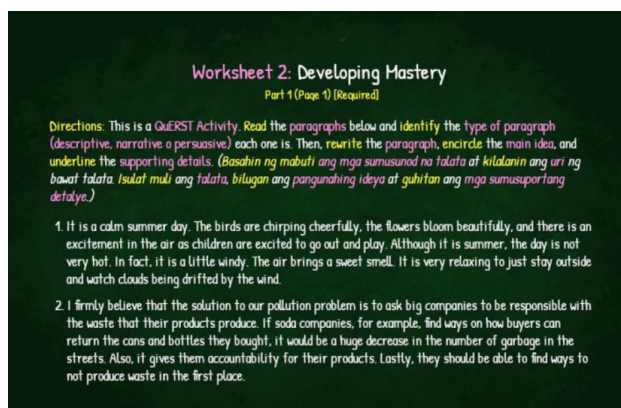 Worksheet 2: Developing Mastery
Part 1 (Page 1) [Required]
Directions: This is a QuERST Activity. Read the paragraphs below and identify the type of paragraph
(descriptive, narrative o persuasive) each one is. Then, rewrite the paragraph, encircle the main idea, and
underline the supporting details. (Basahin ng mabuti ang mga sumusunod na talata at kilalanin ang uri ng
bawat talata. Isulat muli ang talata, bilugan ang pangunahing ideya at guhitan ang mga sumusuportang
detalye.)
1. It is a calm summer day. The birds are chirping cheerfully, the flowers bloom beautifully, and there is an
excitement in the air as children are excited to go out and play. Although it is summer, the day is not
very hot. In fact, it is a little windy. The air brings a sweet smell. It is very relaxing to just stay outside
and watch clouds being drifted by the wind.
2. I firmly believe that the solution to our pollution problem is to ask big companies to be responsible with
the waste that their products produce. If soda companies, for example, find ways on how buyers can
return the cans and bottles they bought, it would be a huge decrease in the number of garbage in the
streets. Also, it gives them accountability for their products. Lastly, they should be able to find ways to
not produce waste in the first place.